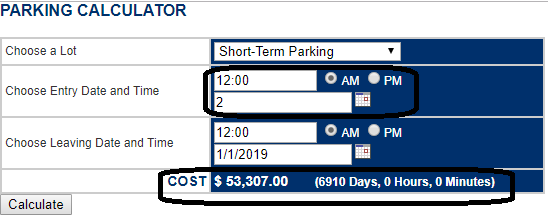 PARKING CALCULATOR
Choose a Lot Short-Term Parking
Choose Entry Date and Time 12:00 AM PM
2
Choose Leaving Date and Time 12:00 AM PM
1/1/2019
COST $ 53,307.00 (6910 Days, 0 Hours, 0 Minutes)
Calculate